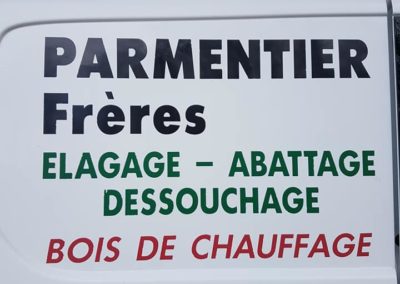 PARMENTIER
Frères
ELAGAGE – ABATTAGE
DESSOUCHAGE
BOIS DE CHAUFFAGE